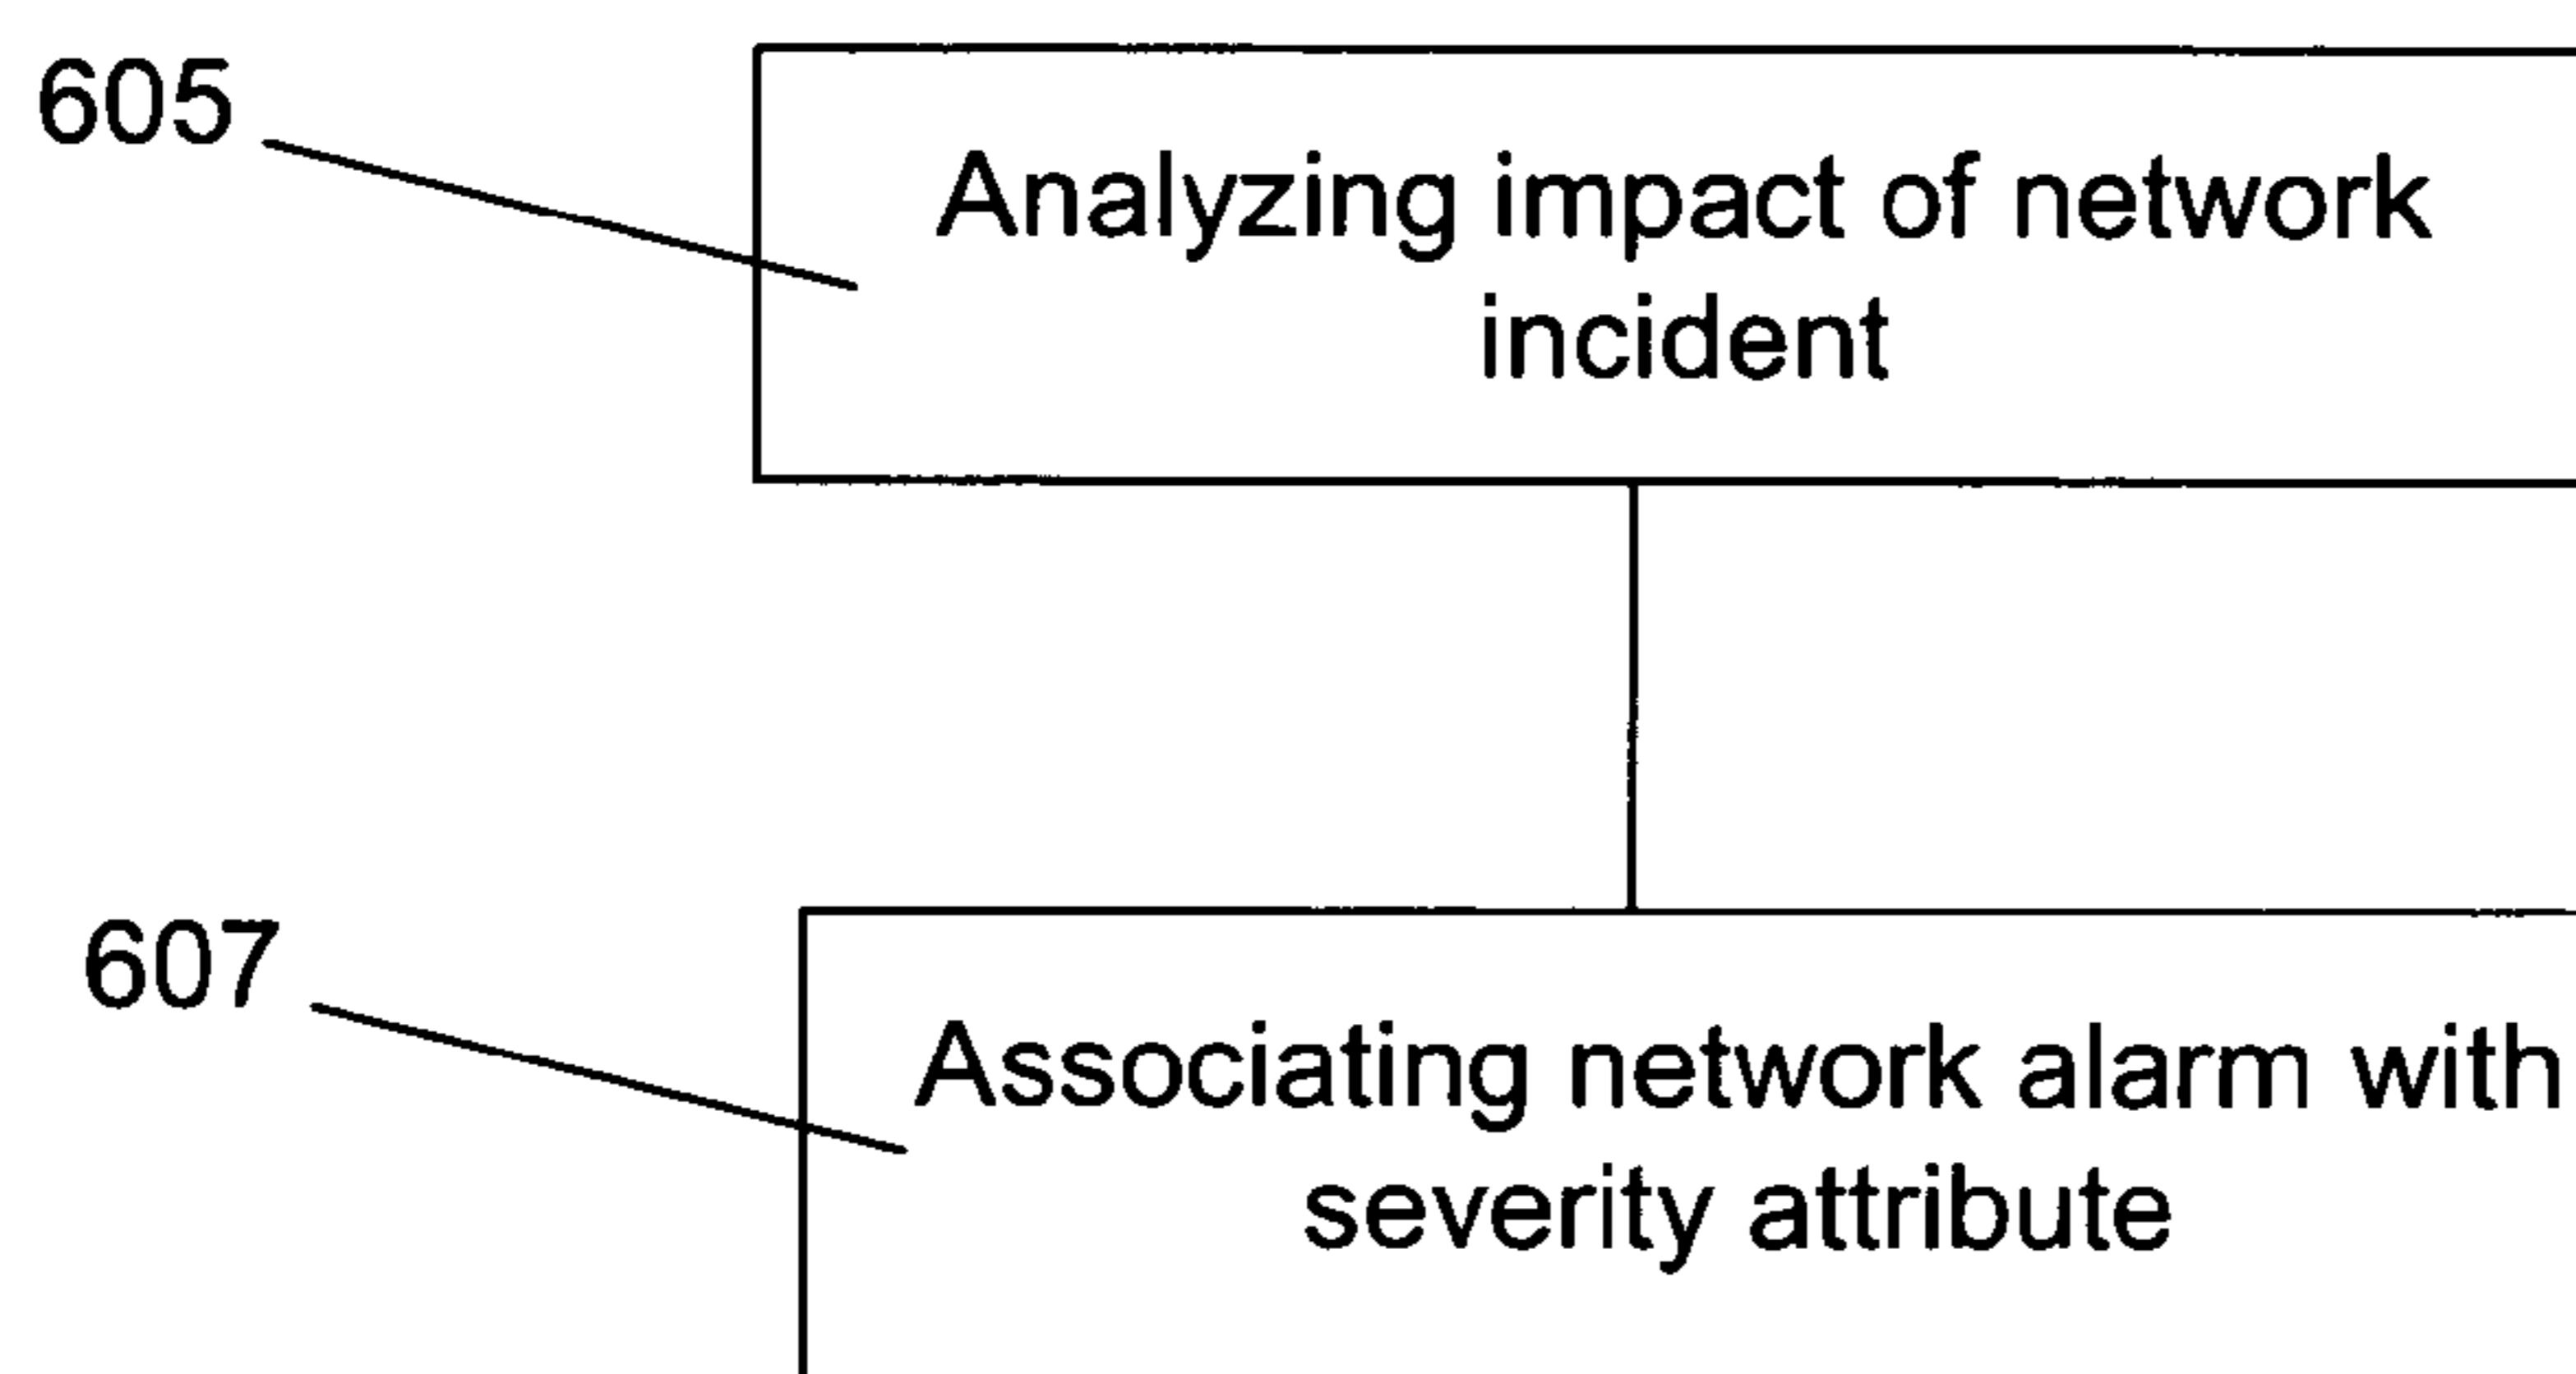 605
Analyzing impact of network
incident
607
Associating network alarm with
severity attribute